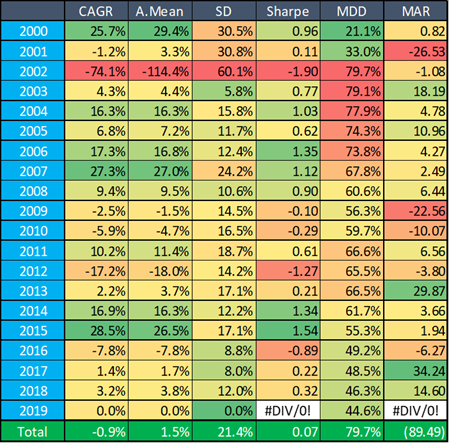 CAGR A.Mean SD Sharpe MDD MAR
2000 25.7% 29.4% 30.5% 0.96 21.1% 0.82
2001 -1.2% 3.3% 30.8% 0.11 33.0% -26.53
2002 -74.1% -114.4% 60.1% -1.90 79.7% -1.08
2003 4.3% 4.4% 5.8% 0.77 79.1% 18.19
2004 16.3% 16.3% 15.8% 1.03 77.9% 4.78
2005 6.8% 7.2% 11.7% 0.62 74.3% 10.96
2006 17.3% 16.8% 12.4% 1.35 73.8% 4.27
2007 27.3% 27.0% 24.2% 1.12 67.8% 2.49
2008 9.4% 9.5% 10.6% 0.90 60.6% 6.44
2009 -2.5% -1.5% 14.5% -0.10 56.3% -22.56
2010 -5.9% -4.7% 16.5% -0.29 59.7% -10.07
2011 10.2% 11.4% 18.7% 0.61 66.6% 6.56
2012 -17.2% -18.0% 14.2% -1.27 65.5% -3.80
2013 2.2% 3.7% 17.1% 0.21 66.5% 29.87
2014 16.9% 16.3% 12.2% 1.34 61.7% 3.66
2015 28.5% 26.5% 17.1% 1.54 55.3% 1.94
2016 -7.8% -7.8% 8.8% -0.89 49.2% -6.27
2017 1.4% 1.7% 8.0% 0.22 48.5% 34.24
2018 3.2% 3.8% 12.0% 0.32 46.3% 14.60
2019 0.0% 0.0% 0.0% #DIV/0! 44.6% #DIV/0!
Total -0.9% 1.5% 21.4% 0.07 79.7% (89.49)